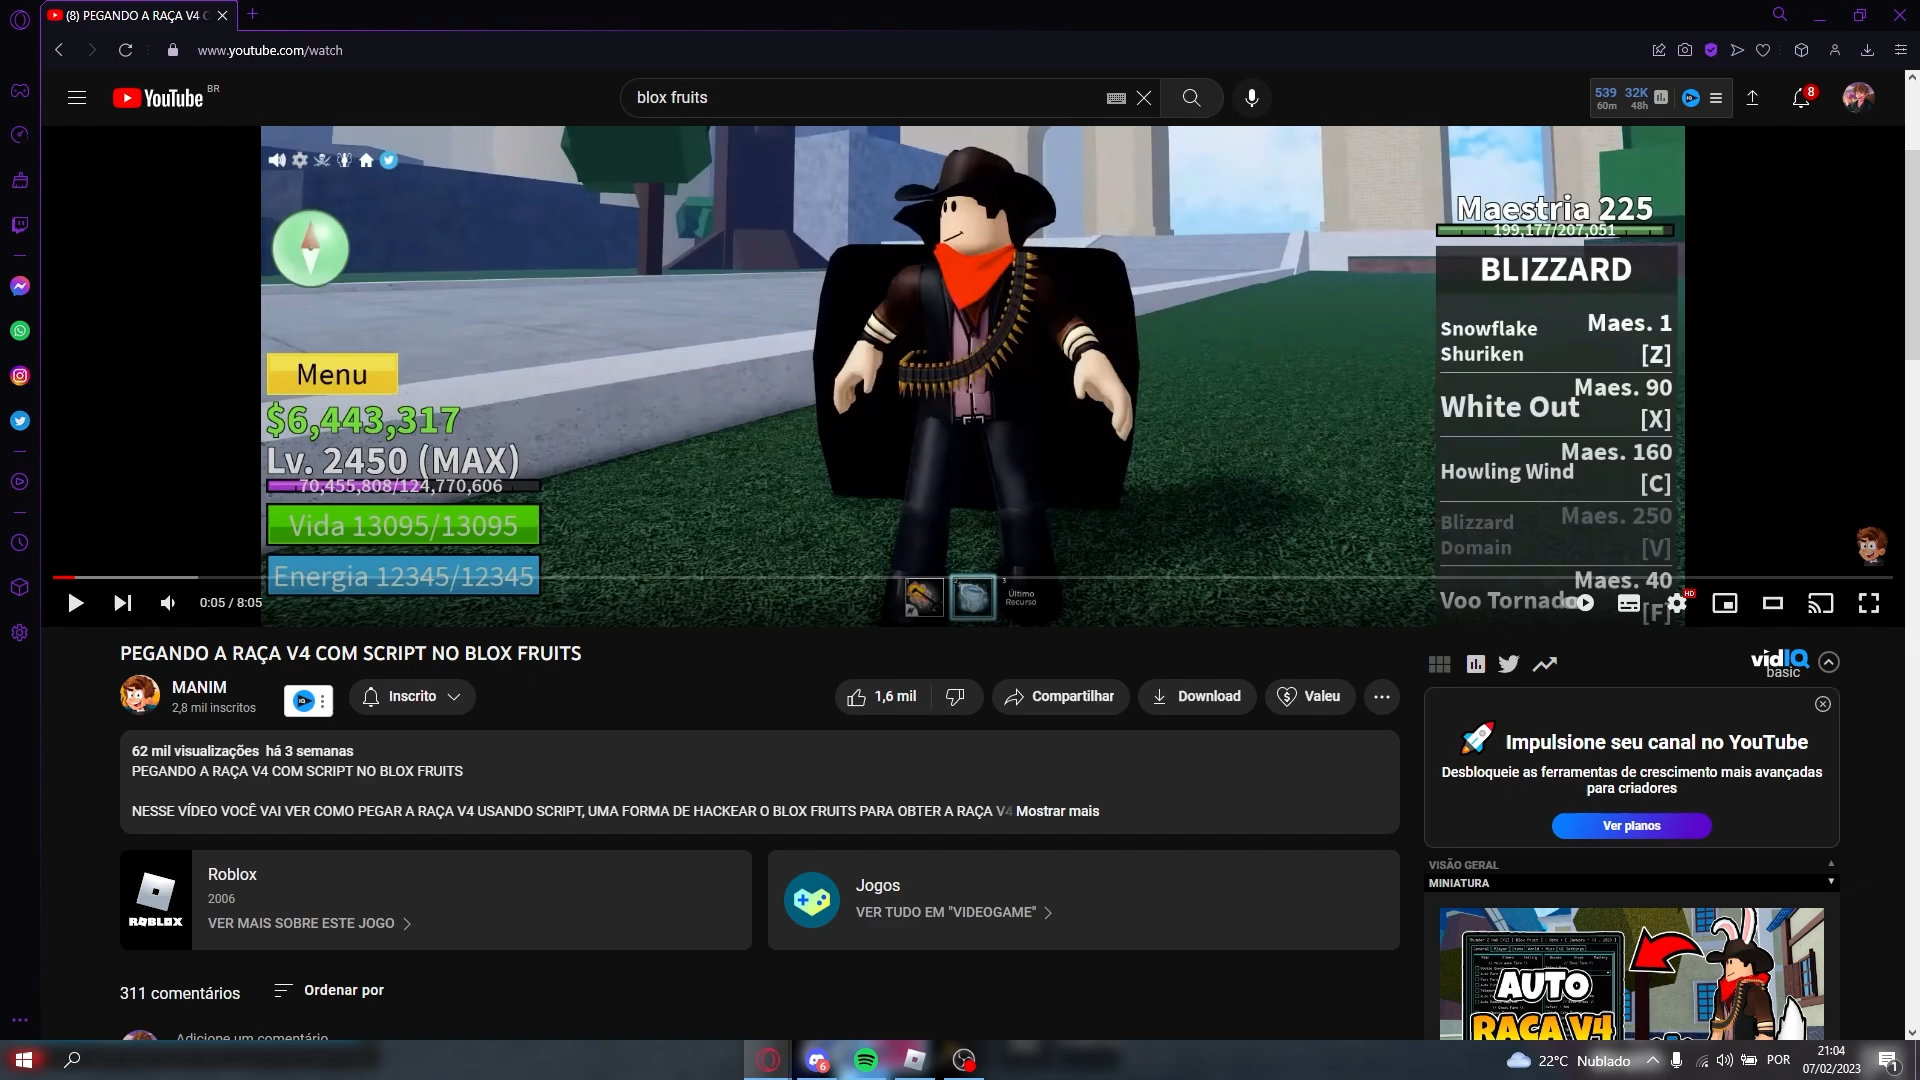 (8) PEGANDO A RAÇA V4 C
www.youtube.com/watch
YouTube BR
blox fruits
539 32K
60m 48h
8
Maestria 225
199,177/207,051
BLIZZARD
Snowflake Shuriken Maes. 1 [Z]
White Out Maes. 90 [X]
Howling Wind Maes. 160 [C]
Blizzard Domain Maes. 250 [V]
Voo Tornado Maes. 40 [F]
Menu
$6,443,317
Lv. 2450 (MAX)
70,455,808/124,770,606
Vida 13095/13095
Energia 12345/12345
2
3
Último
Recurso
0:05 / 8:05
HD
PEGANDO A RAÇA V4 COM SCRIPT NO BLOX FRUITS
MANIM
2,8 mil inscritos
Inscrito
1,6 mil
Compartilhar
Download
Valeu
62 mil visualizações há 3 semanas
PEGANDO A RAÇA V4 COM SCRIPT NO BLOX FRUITS
NESSE VÍDEO VOCÊ VAI VER COMO PEGAR A RAÇA V4 USANDO SCRIPT, UMA FORMA DE HACKEAR O BLOX FRUITS PARA OBTER A RAÇA V4 Mostrar mais
ROBLOX
Roblox
2006
VER MAIS SOBRE ESTE JOGO
Jogos
VER TUDO EM "VIDEOGAME"
311 comentários
Ordenar por
Adicione um comentário
vidIQ
basic
Impulsione seu canal no YouTube
Desbloqueie as ferramentas de crescimento mais avançadas
para criadores
Ver planos
VISÃO GERAL
MINIATURA
AUTO
RAÇA V4
6
22°C Nublado
POR
21:04
07/02/2023
1